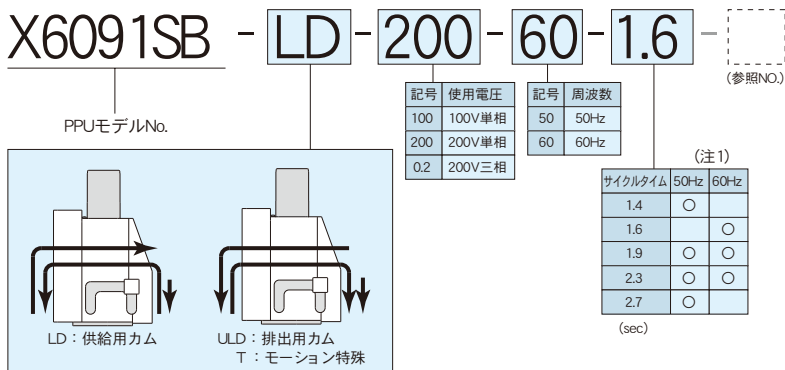 X6091SB - LD - 200 - 60 - 1.6 -
(参照NO.)
PPUモデルNo.
記号 使用電圧
100 100V単相
200 200V単相
0.2 200V三相
記号 周波数
50 50Hz
60 60Hz
(注1)
サイクルタイム 50Hz 60Hz
1.4 ○
1.6 ○
1.9 ○ ○
2.3 ○ ○
2.7 ○
(sec)
LD：供給用カム
ULD：排出用カム
T：モーション特殊